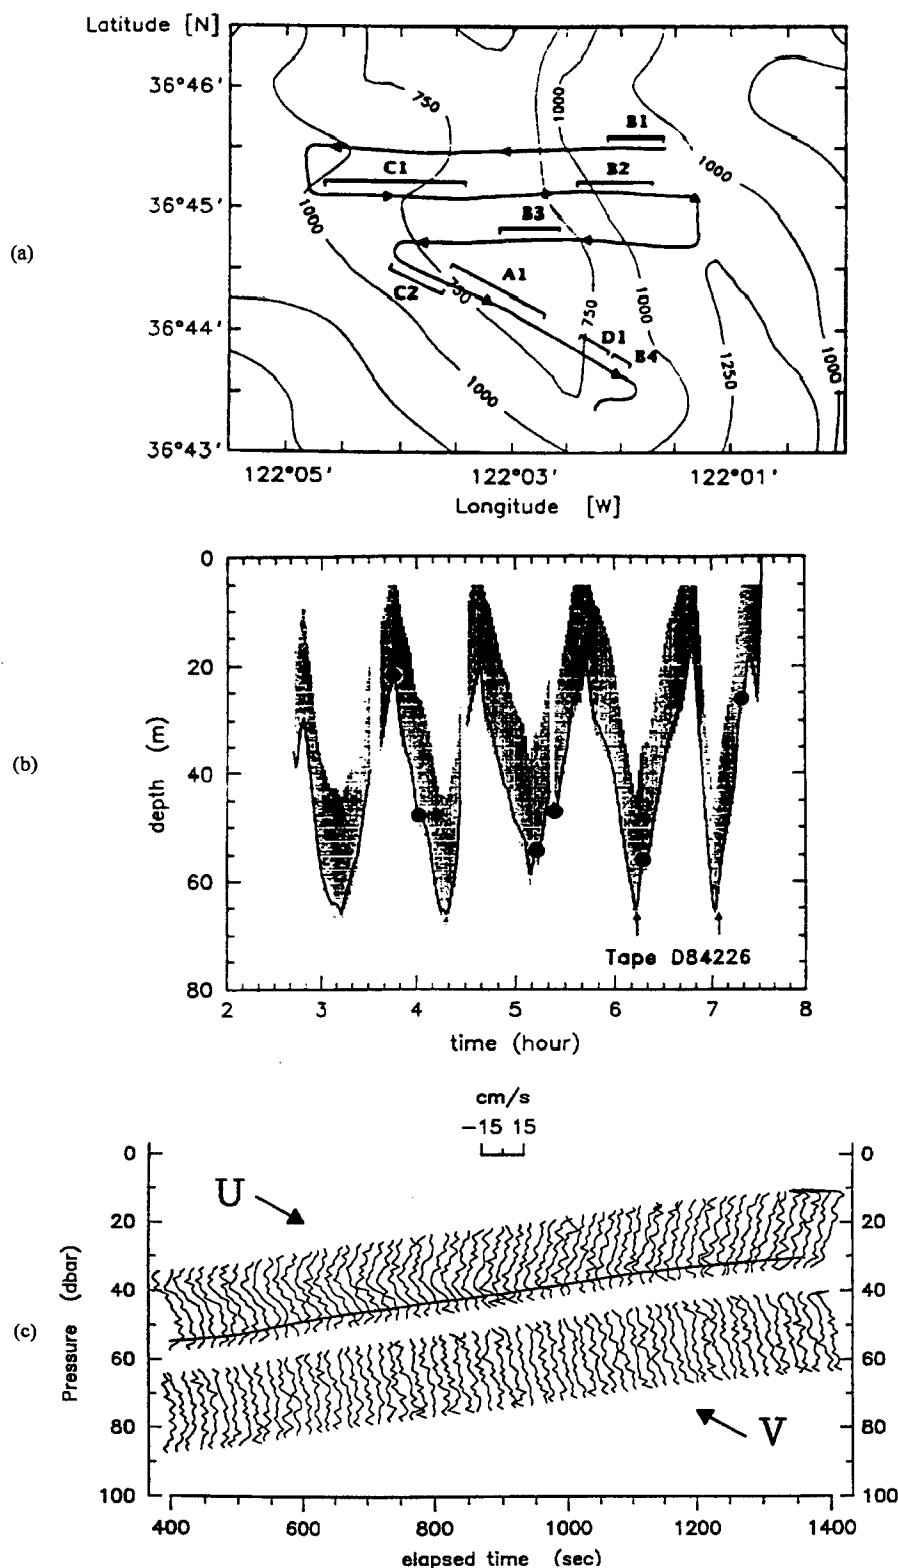 Latitude [N]
36°46'
36°45'
36°44'
36°43'
(a)
750
1000
B1
1000
C1
B2
1000
B3
A1
C2
750
750
1000
D1
B4
1000
1250
1000
122°05' 122°03' 122°01'
Longitude [W]
0
20
40
60
80
(b)
depth (m)
Tape D84226
2 3 4 5 6 7 8
time (hour)
cm/s
-15 15
0 0
U
20 20
40 40
(c)
Pressure (dbar)
60 60
80 80
V
100 100
400 600 800 1000 1200 1400
elapsed time (sec)